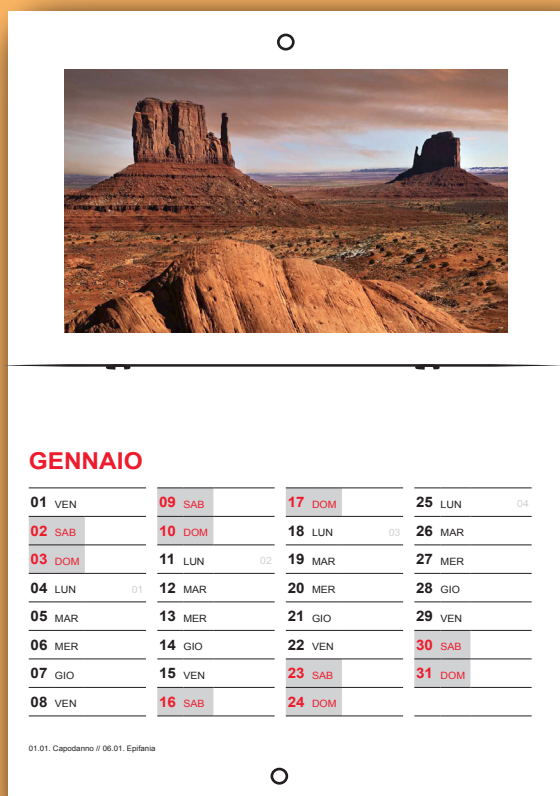 GENNAIO
01 VEN
02 SAB
03 DOM
04 LUN 01
05 MAR
06 MER
07 GIO
08 VEN
09 SAB
10 DOM
11 LUN 02
12 MAR
13 MER
14 GIO
15 VEN
16 SAB
17 DOM
18 LUN 03
19 MAR
20 MER
21 GIO
22 VEN
23 SAB
24 DOM
25 LUN 04
26 MAR
27 MER
28 GIO
29 VEN
30 SAB
31 DOM
01.01. Capodanno // 06.01. Epifania